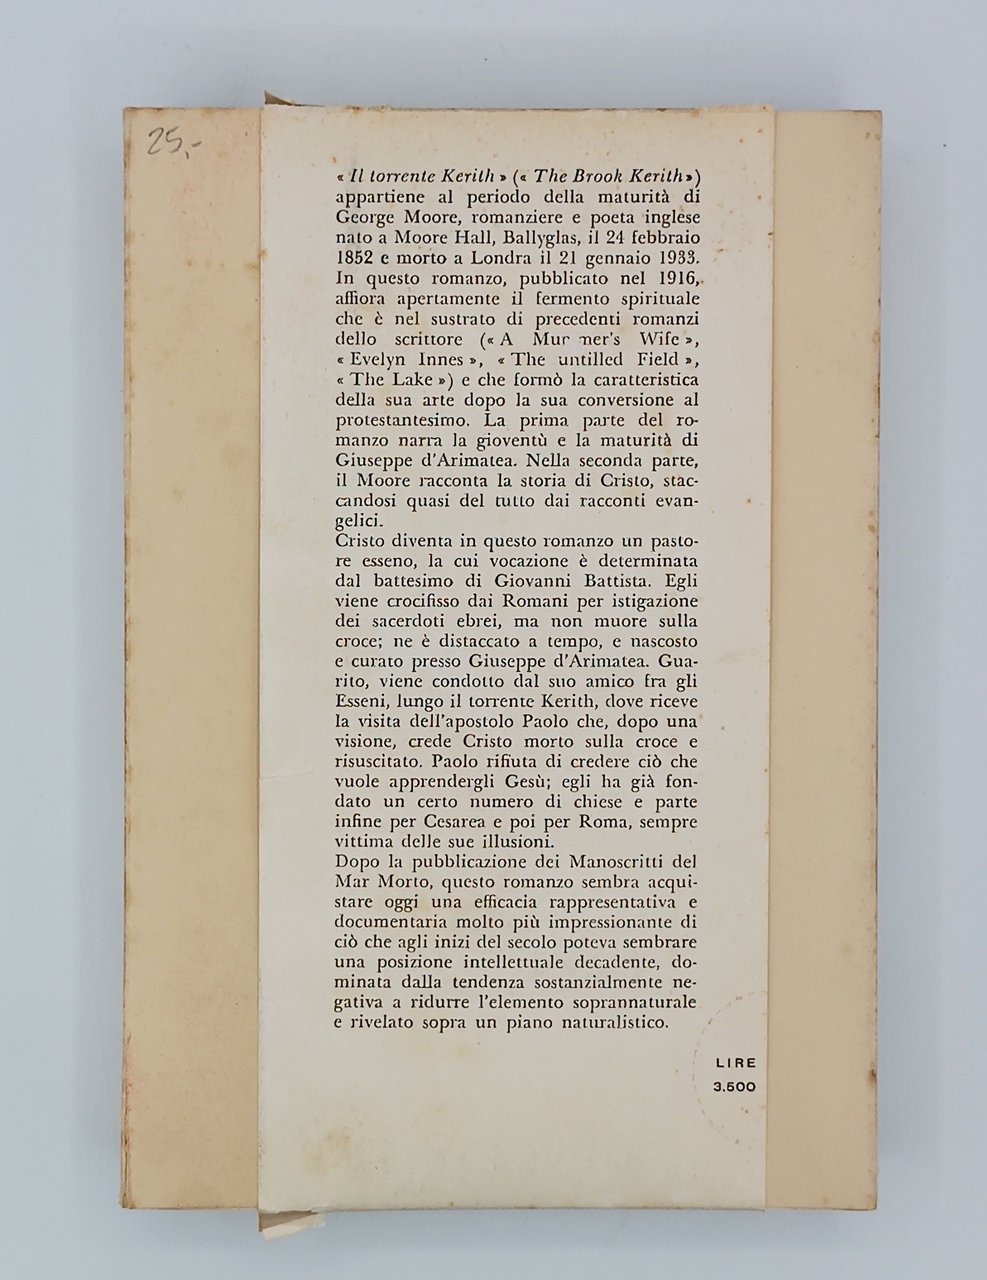 25,-
« Il torrente Kerith » (« The Brook Kerith»)
appartiene al periodo della maturità di
George Moore, romanziere e poeta inglese
nato a Moore Hall, Ballyglas, il 24 febbraio
1852 e morto a Londra il 21 gennaio 1933.
In questo romanzo, pubblicato nel 1916,
affiora apertamente il fermento spirituale
che è nel sustrato di precedenti romanzi
dello scrittore (« A Wife »,
« Evelyn Innes », « The untilled Field »,
« The Lake ») e che formò la caratteristica
della sua arte dopo la sua conversione al
protestantesimo. La prima parte del ro-
manzo narra la gioventù e la maturità di
Giuseppe d'Arimatea. Nella seconda parte,
il Moore racconta la storia di Cristo, stac-
candosi quasi del tutto dai racconti evan-
gelici.
Cristo diventa in questo romanzo un pasto-
re esseno, la cui vocazione è determinata
dal battesimo di Giovanni Battista. Egli
viene crocifisso dai Romani per istigazione
dei sacerdoti ebrei, ma non muore sulla
croce; ne è distaccato a tempo, e nascosto
e curato presso Giuseppe d'Arimatea. Gua-
rito, viene condotto dal suo amico fra gli
Esseni, lungo il torrente Kerith, dove riceve
la visita dell'apostolo Paolo che, dopo una
visione, crede Cristo morto sulla croce e
risuscitato. Paolo rifiuta di credere ciò che
vuole apprendergli Gesù; egli ha già fon-
dato un certo numero di chiese e parte
infine per Cesarea e poi per Roma, sempre
vittima delle sue illusioni.
Dopo la pubblicazione dei Manoscritti del
Mar Morto, questo romanzo sembra acqui-
stare oggi una efficacia rappresentativa e
documentaria molto più impressionante di
ciò che agli inizi del secolo poteva sembrare
una posizione intellettuale decadente, do-
minata dalla tendenza sostanzialmente ne-
gativa a ridurre l'elemento soprannaturale
e rivelato sopra un piano naturalistico.
LIRE
3.500